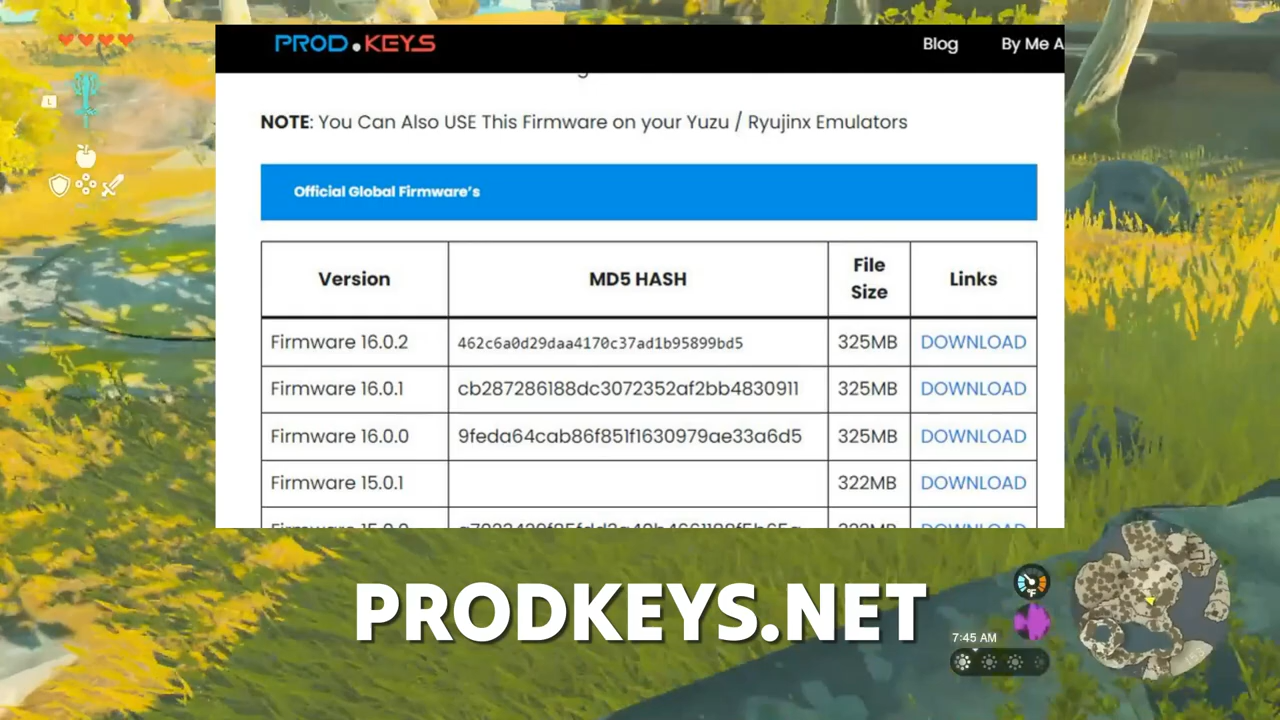 PROD.KEYS
Blog
By Me A
NOTE: You Can Also USE This Firmware on your Yuzu / Ryujinx Emulators
Official Global Firmware's
Version MD5 HASH File Size Links
Firmware 16.0.2 462c6a0d29daa4170c37ad1b95899bd5 325MB DOWNLOAD
Firmware 16.0.1 cb287286188dc3072352af2bb4830911 325MB DOWNLOAD
Firmware 16.0.0 9feda64cab86f851f1630979ae33a6d5 325MB DOWNLOAD
Firmware 15.0.1 322MB DOWNLOAD
PRODKEYS.NET
L
°F
7:45 AM